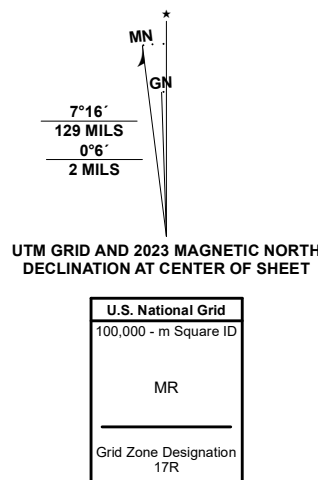 MN
GN
7°16´
129 MILS
0°6´
2 MILS
UTM GRID AND 2023 MAGNETIC NORTH
DECLINATION AT CENTER OF SHEET
U.S. National Grid
100,000 - m Square ID
MR
Grid Zone Designation
17R